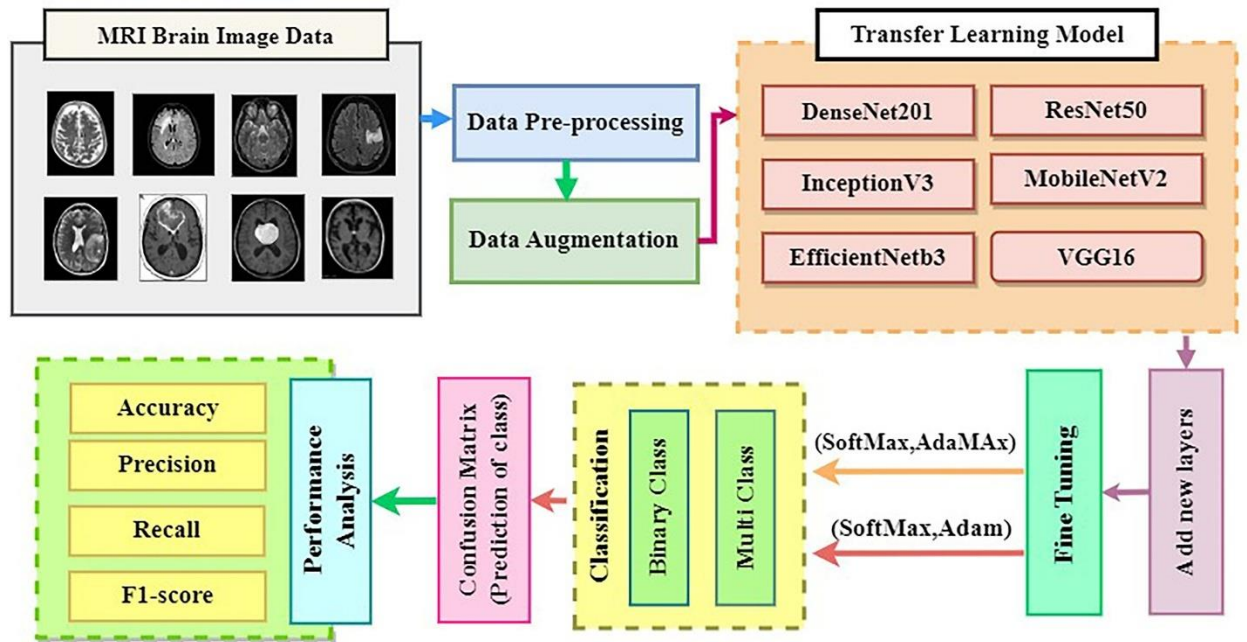 MRI Brain Image Data
Data Pre-processing
Data Augmentation
Transfer Learning Model
DenseNet201
ResNet50
InceptionV3
MobileNetV2
EfficientNetb3
VGG16
Add new layers
Fine Tuning
(SoftMax,AdaMAx)
(SoftMax,Adam)
Classification
Binary Class
Multi Class
Confusion Matrix
(Prediction of class)
Performance
Analysis
Accuracy
Precision
Recall
F1-score